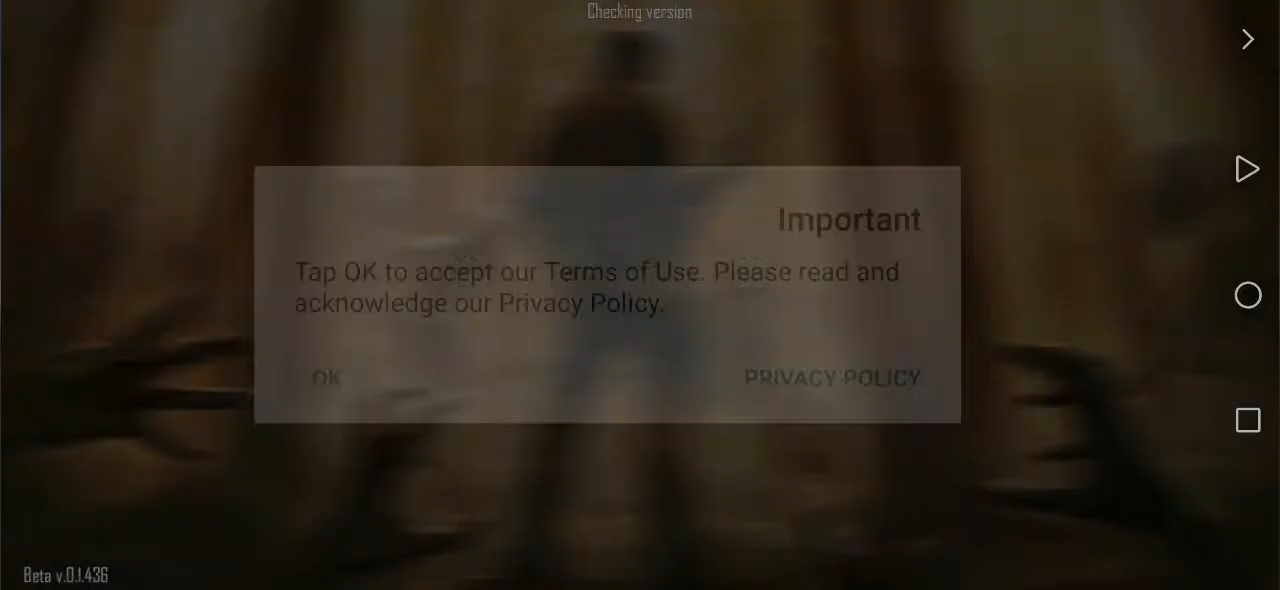 Checking version
Important
Tap OK to accept our Terms of Use. Please read and
acknowledge our Privacy Policy.
OK
PRIVACY POLICY
Beta v.0.1.436